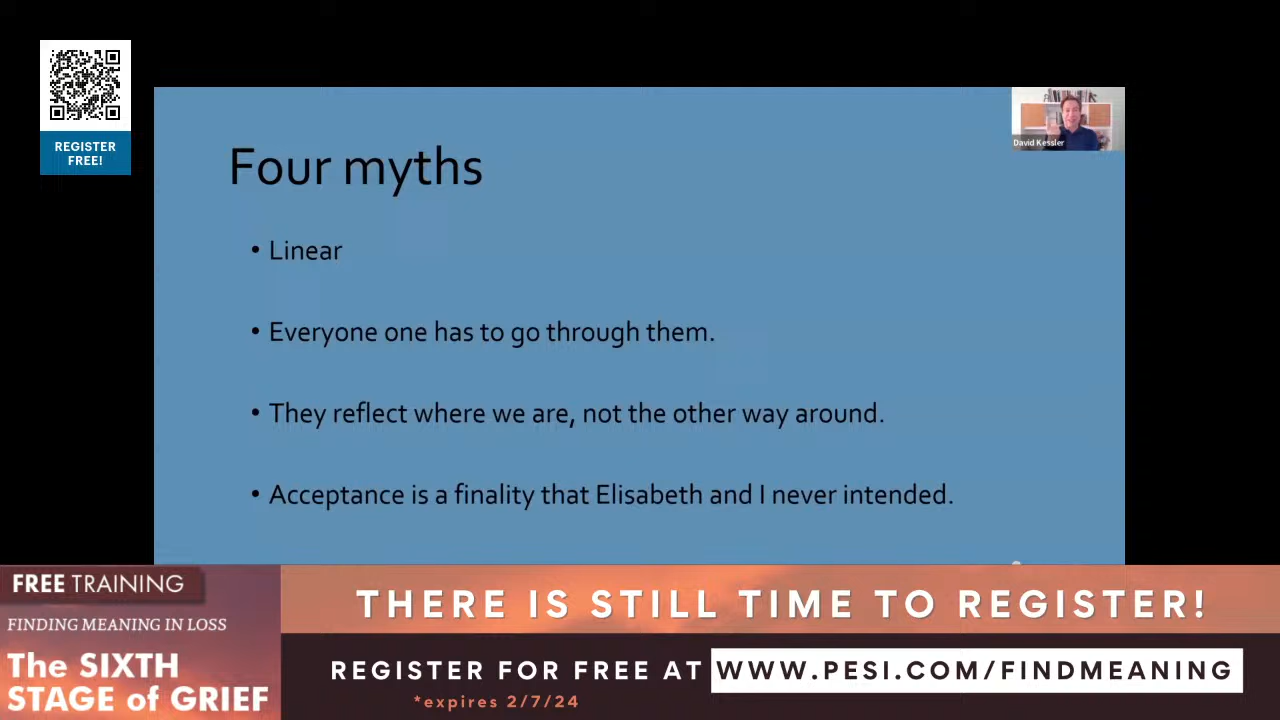 REGISTER
FREE!
David Kessler
Four myths
• Linear
• Everyone one has to go through them.
• They reflect where we are, not the other way around.
• Acceptance is a finality that Elisabeth and I never intended.
FREE TRAINING
FINDING MEANING IN LOSS
The SIXTH
STAGE of GRIEF
THERE IS STILL TIME TO REGISTER!
REGISTER FOR FREE AT WWW.PESI.COM/FINDMEANING
*expires 2/7/24